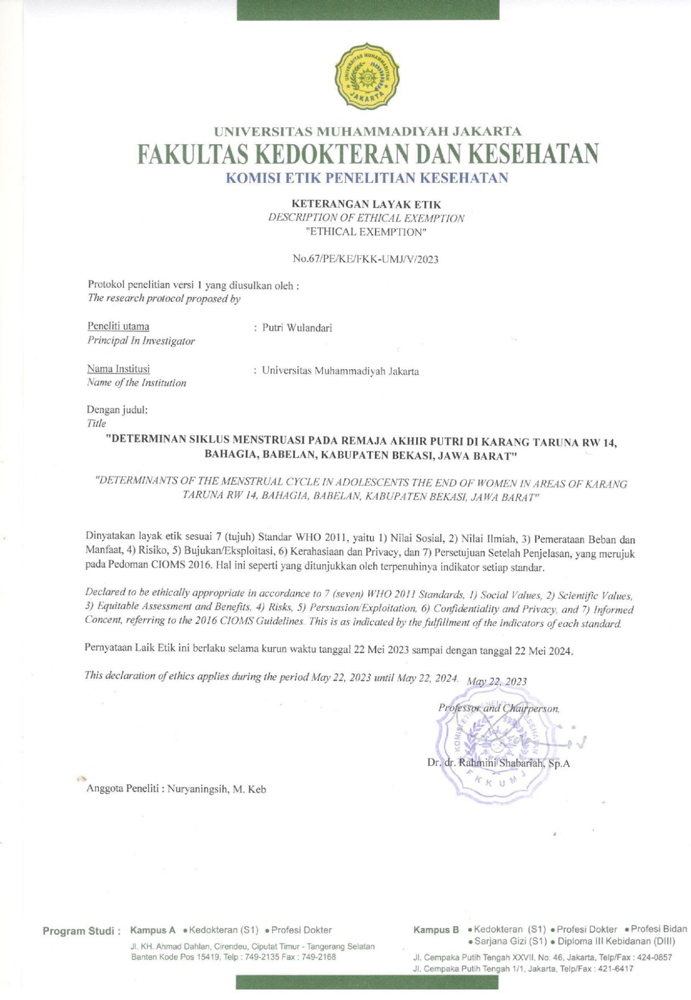 UNIVERSITAS MUHAMMADIYAH
JAKARTA
UNIVERSITAS MUHAMMADIYAH JAKARTA
FAKULTAS KEDOKTERAN DAN KESEHATAN
KOMISI ETIK PENELITIAN KESEHATAN
KETERANGAN LAYAK ETIK
DESCRIPTION OF ETHICAL EXEMPTION
"ETHICAL EXEMPTION"
No.67/PE/KE/FKK-UMJ/V/2023
Protokol penelitian versi 1 yang diusulkan oleh :
The research protocol proposed by
Peneliti utama : Putri Wulandari
Principal In Investigator
Nama Institusi : Universitas Muhammadiyah Jakarta
Name of the Institution
Dengan judul:
Title
"DETERMINAN SIKLUS MENSTRUASI PADA REMAJA AKHIR PUTRI DI KARANG TARUNA RW 14,
BAHAGIA, BABELAN, KABUPATEN BEKASI, JAWA BARAT"
"DETERMINANTS OF THE MENSTRUAL CYCLE IN ADOLESCENTS THE END OF WOMEN IN AREAS OF KARANG
TARUNA RW 14, BAHAGIA, BABELAN, KABUPATEN BEKASI, JAWA BARAT"
Dinyatakan layak etik sesuai 7 (tujuh) Standar WHO 2011, yaitu 1) Nilai Sosial, 2) Nilai Ilmiah, 3) Pemerataan Beban dan
Manfaat, 4) Risiko, 5) Bujukan/Eksploitasi, 6) Kerahasiaan dan Privacy, dan 7) Persetujuan Setelah Penjelasan, yang merujuk
pada Pedoman CIOMS 2016. Hal ini seperti yang ditunjukkan oleh terpenuhinya indikator setiap standar.
Declared to be ethically appropriate in accordance to 7 (seven) WHO 2011 Standards, 1) Social Values, 2) Scientific Values,
3) Equitable Assessment and Benefits, 4) Risks, 5) Persuasion/Exploitation, 6) Confidentiality and Privacy, and 7) Informed
Concent, referring to the 2016 CIOMS Guidelines. This is as indicated by the fulfillment of the indicators of each standard.
Pernyataan Laik Etik ini berlaku selama kurun waktu tanggal 22 Mei 2023 sampai dengan tanggal 22 Mei 2024.
This declaration of ethics applies during the period May 22, 2023 until May 22, 2024.
May 22, 2023
Professor and Chairperson,
KOMISI ETIK PENELITIAN KESEHATAN
FKK UMJ
Dr. dr. Rahmini Shabariah, Sp.A
Anggota Peneliti : Nuryaningsih, M. Keb
Program Studi : Kampus A • Kedokteran (S1) • Profesi Dokter
Jl. KH. Ahmad Dahlan, Cirendeu, Ciputat Timur - Tangerang Selatan
Banten Kode Pos 15419, Telp : 749-2135 Fax : 749-2168
Kampus B • Kedokteran (S1) • Profesi Dokter • Profesi Bidan
• Sarjana Gizi (S1) • Diploma III Kebidanan (DIII)
Jl. Cempaka Putih Tengah XXVII, No. 46, Jakarta, Telp/Fax : 424-0857
Jl. Cempaka Putih Tengah 1/1, Jakarta, Telp/Fax : 421-6417